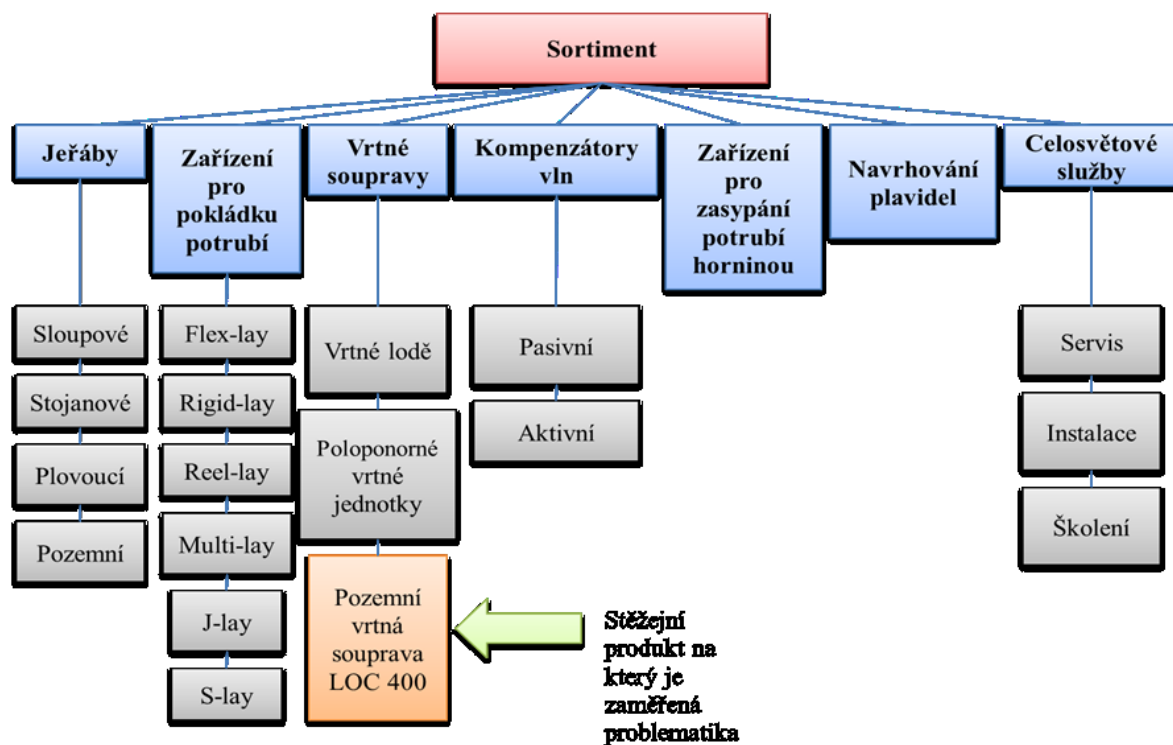 Sortiment
Jeřáby
Zařízení
pro
pokládku
potrubí
Vrtné
soupravy
Kompenzátory
vln
Zařízení
pro
zasypání
potrubí
horninou
Navrhování
plavidel
Celosvětové
služby
Sloupové
Stojanové
Plovoucí
Pozemní
Flex-lay
Rigid-lay
Reel-lay
Multi-lay
J-lay
S-lay
Vrtné lodě
Poloponorné
vrtné
jednotky
Pozemní
vrtná
souprava
LOC 400
Stěžejní
produkt na
který je
zaměřená
problematika
Pasivní
Aktivní
Servis
Instalace
Školení